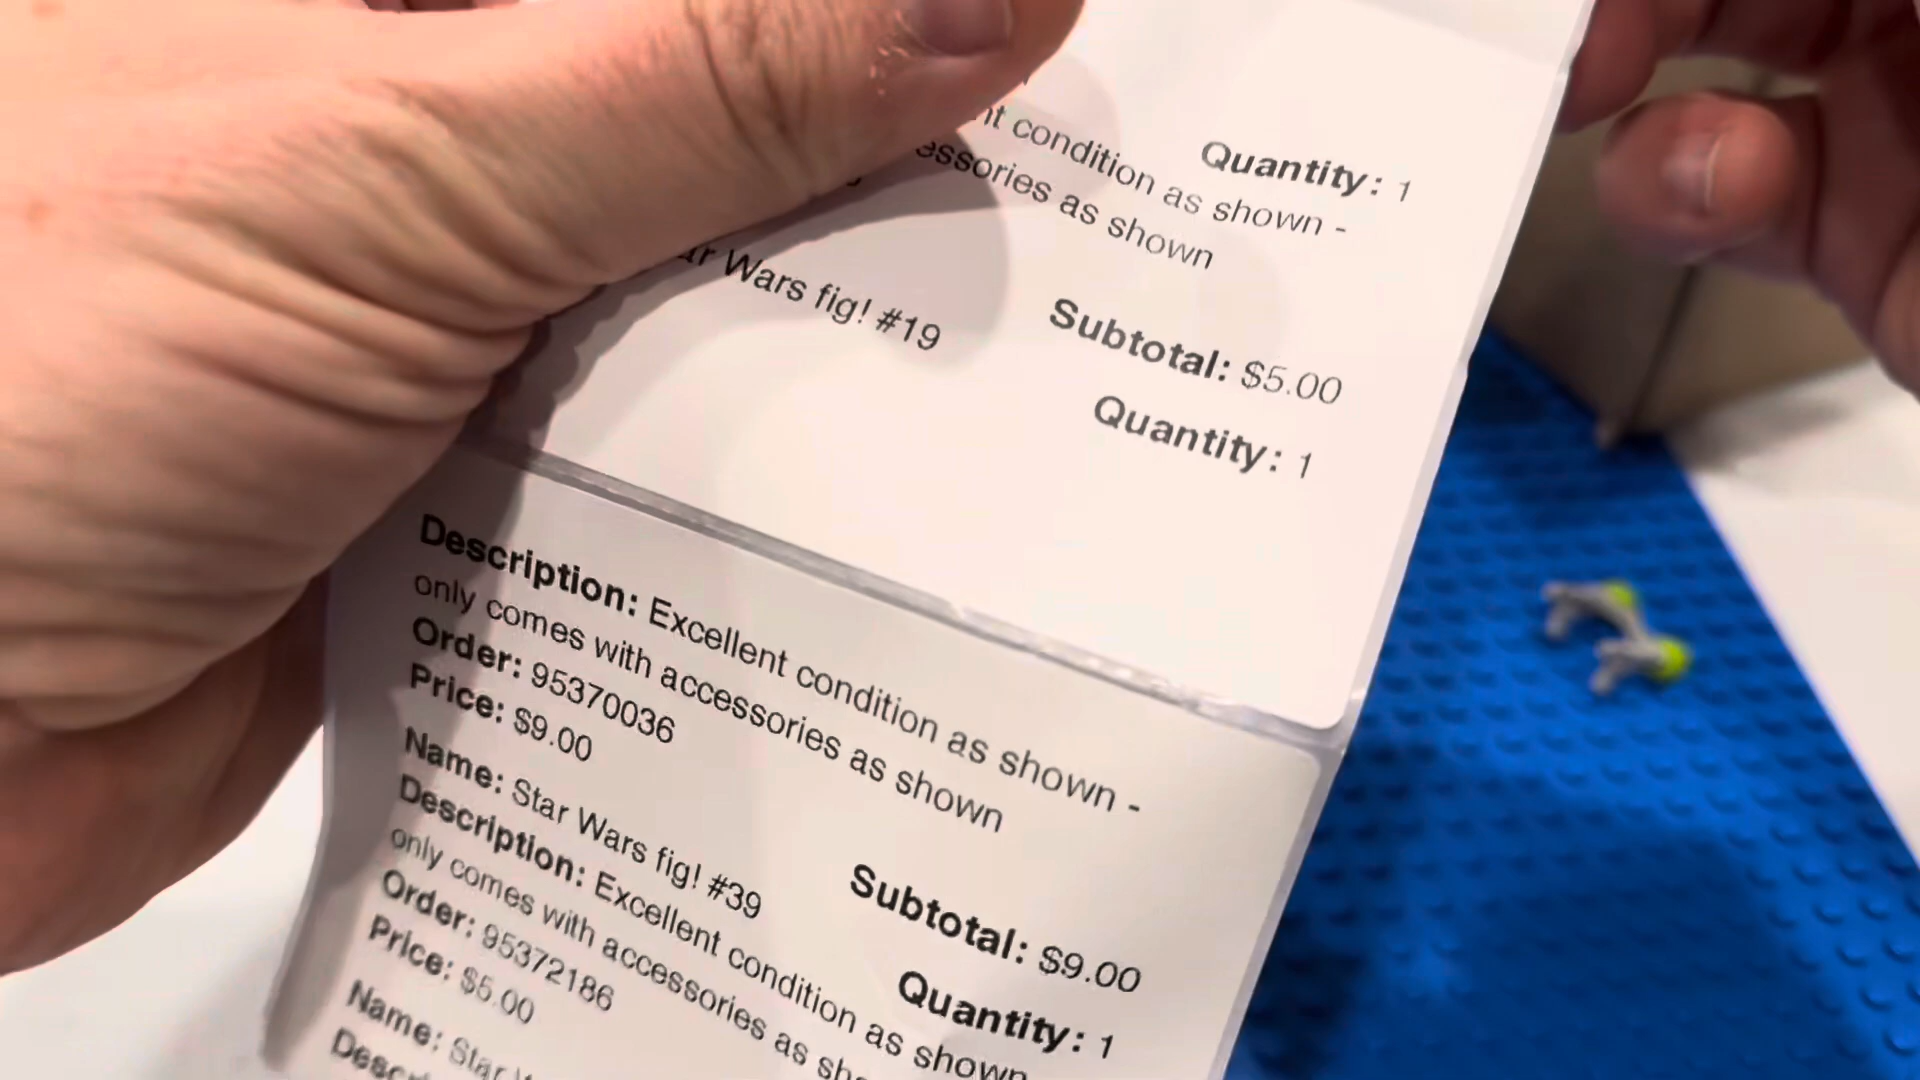 Quantity: 1
condition as shown -
as shown
Subtotal: $5.00
Wars fig! #19
Quantity: 1
Description: Excellent condition as shown -
only comes with accessories as shown
Order: 95370036
Price: $9.00
Subtotal: $9.00
Name: Star Wars fig! #39
Quantity: 1
Description: Excellent condition as shown
only comes with accessories as
Order: 95372186
Price: $5.00
Name: Star